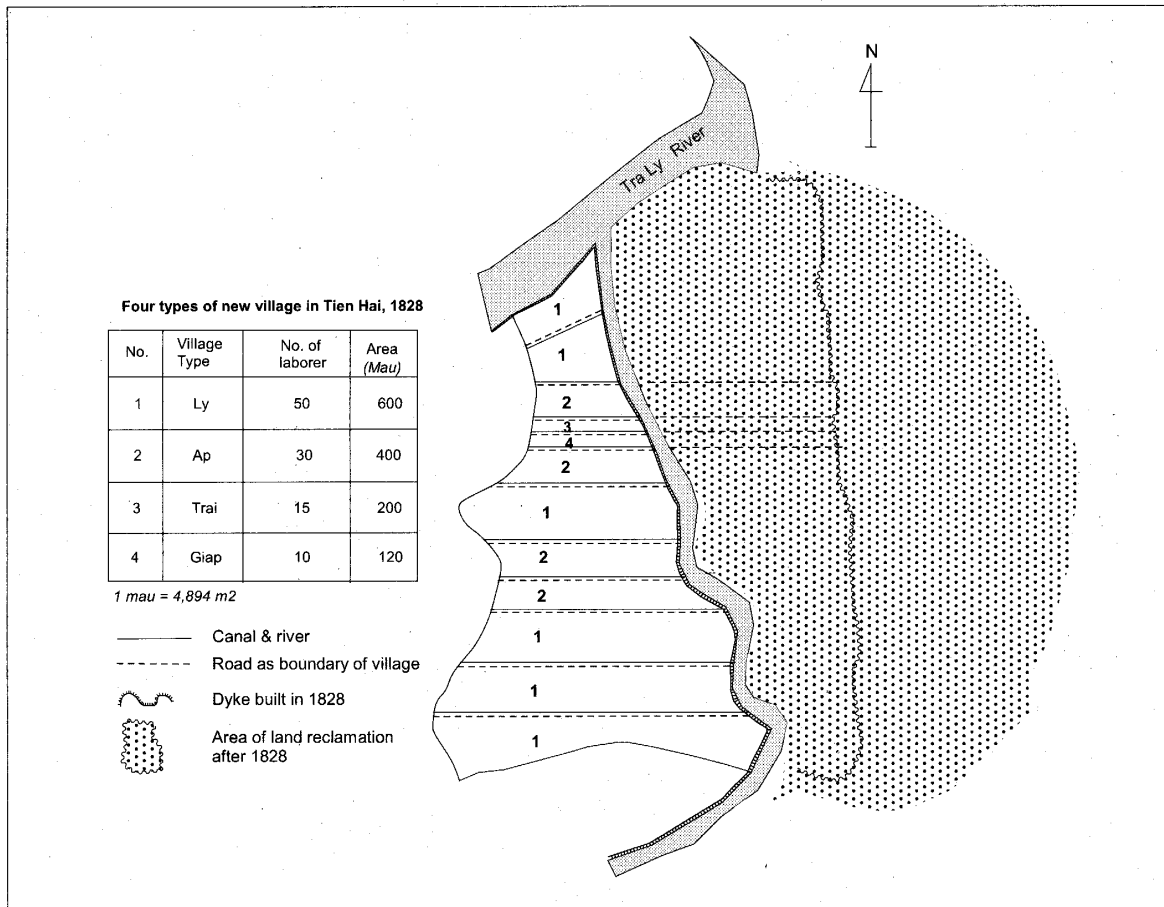 N
Tra Ly River
Four types of new village in Tien Hai, 1828
No. Village Type No. of laborer Area (Mau)
1 Ly 50 600
2 Ap 30 400
3 Trai 15 200
4 Giap 10 120
1 mau = 4,894 m2
Canal & river
Road as boundary of village
Dyke built in 1828
Area of land reclamation
after 1828
1
1
2
3
4
2
1
2
2
1
1
1